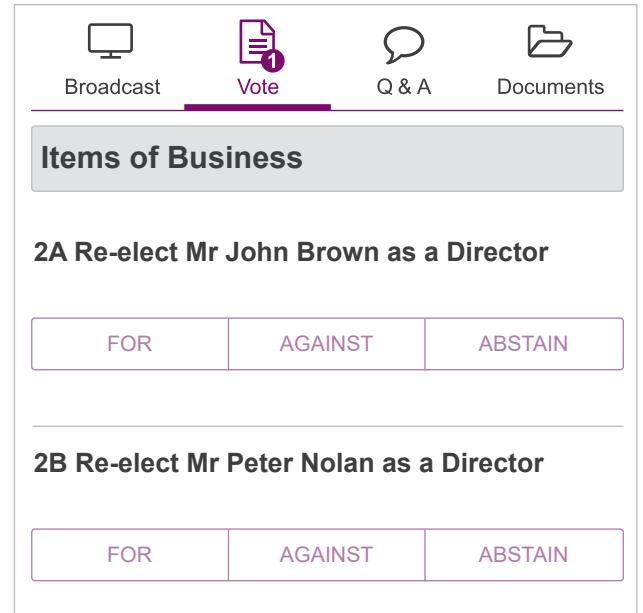 1
Broadcast Vote Q & A Documents
Items of Business
2A Re-elect Mr John Brown as a Director
FOR AGAINST ABSTAIN
2B Re-elect Mr Peter Nolan as a Director
FOR AGAINST ABSTAIN